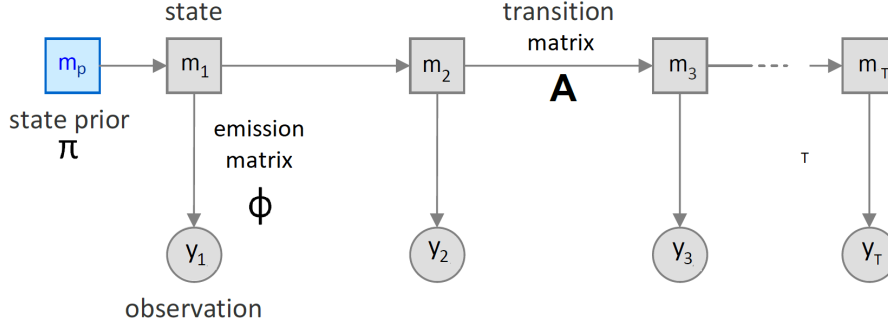 state
transition
matrix
A
m_p
m_1
m_2
m_3
m_T
state prior
π
emission
matrix
ϕ
T
y_1
y_2
y_3
y_T
observation